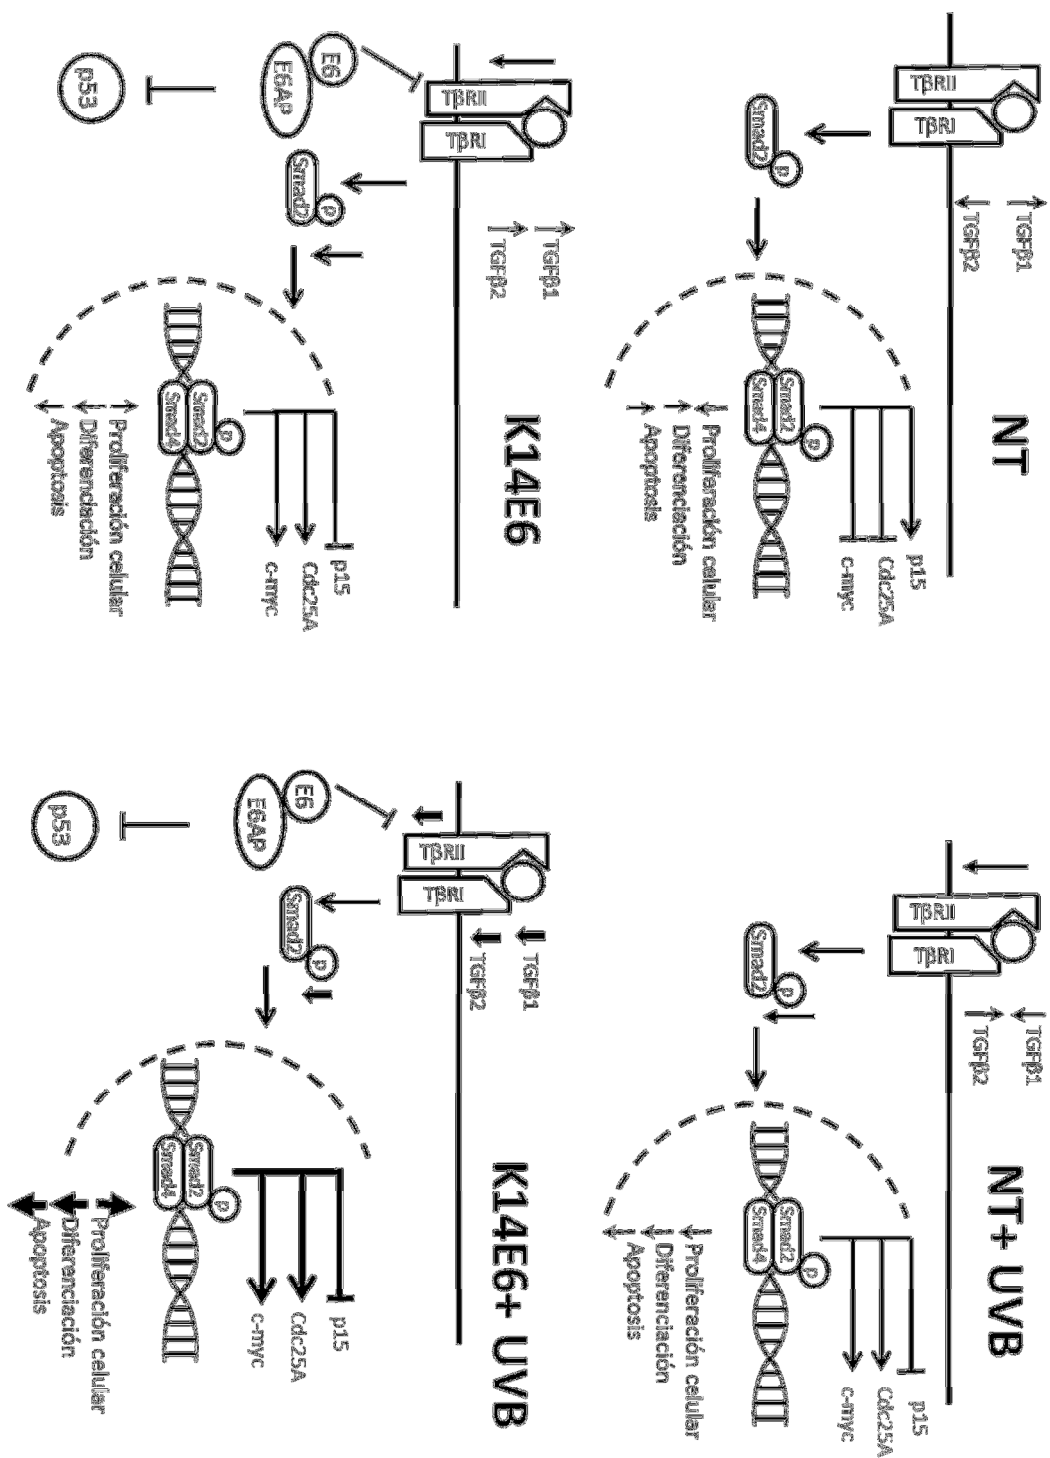 NT
TGFβ1
TGFβ2
TβRII
TβRI
Smad2
p
Smad2
Smad4
p
p15
Cdc25A
c-myc
Proliferación celular
Diferenciación
Apoptosis
NT+ UVB
TGFβ1
TGFβ2
TβRII
TβRI
Smad2
p
Smad2
Smad4
p
p15
Cdc25A
c-myc
Proliferación celular
Diferenciación
Apoptosis
K14E6
TGFβ1
TGFβ2
TβRII
TβRI
E6
E6AP
p53
Smad2
p
Smad2
Smad4
p
p15
Cdc25A
c-myc
Proliferación celular
Diferenciación
Apoptosis
K14E6+ UVB
TGFβ1
TGFβ2
TβRII
TβRI
E6
E6AP
p53
Smad2
p
Smad2
Smad4
p
p15
Cdc25A
c-myc
Proliferación celular
Diferenciación
Apoptosis